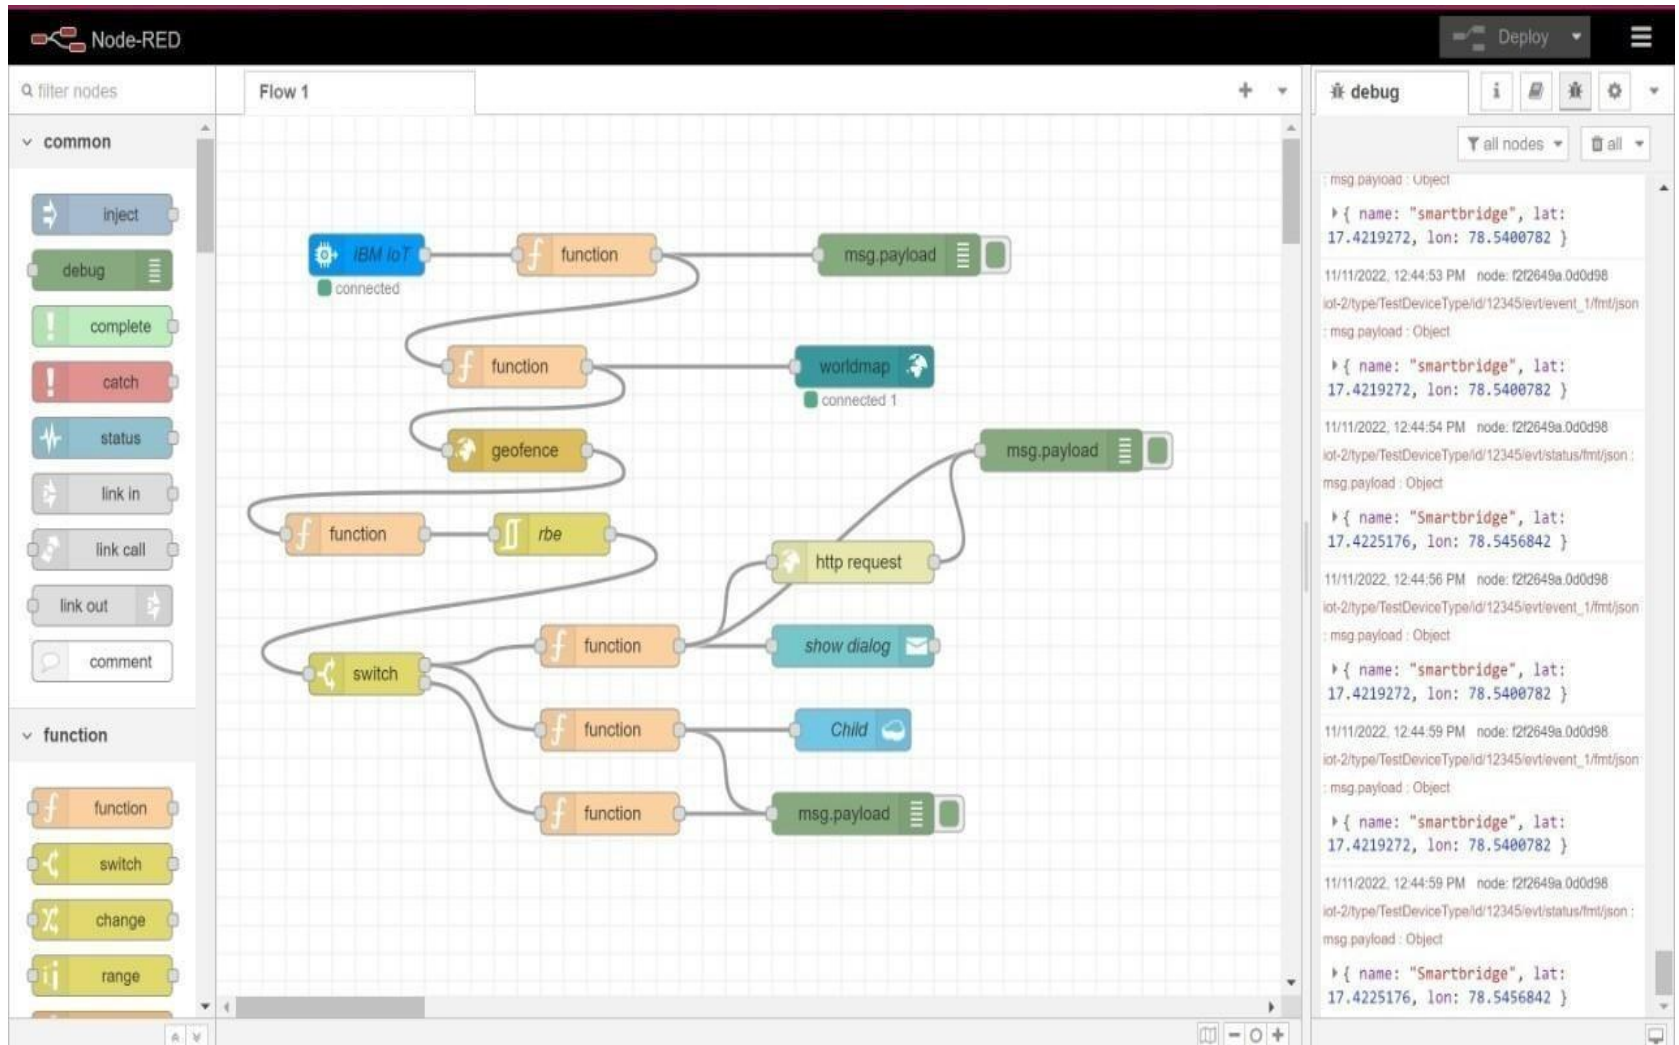 Node-RED
Deploy
filter nodes
Flow 1
debug
i
all nodes
all
common
inject
debug
complete
catch
status
link in
link call
link out
comment
function
function
switch
change
range
IBM IoT
connected
function
msg.payload
function
worldmap
connected 1
geofence
msg.payload
function
rbe
http request
switch
function
show dialog
function
Child
function
msg.payload
: msg.payload : Object
{ name: "smartbridge", lat:
17.4219272, lon: 78.5400782 }
11/11/2022, 12:44:53 PM node: f2f2649a.0d0d98
iot-2/type/TestDeviceType/id/12345/evt/event_1/fmt/json
: msg.payload : Object
{ name: "smartbridge", lat:
17.4219272, lon: 78.5400782 }
11/11/2022, 12:44:54 PM node: f2f2649a.0d0d98
iot-2/type/TestDeviceType/id/12345/evt/status/fmt/json :
msg.payload : Object
{ name: "Smartbridge", lat:
17.4225176, lon: 78.5456842 }
11/11/2022, 12:44:56 PM node: f2f2649a.0d0d98
iot-2/type/TestDeviceType/id/12345/evt/event_1/fmt/json
: msg.payload : Object
{ name: "smartbridge", lat:
17.4219272, lon: 78.5400782 }
11/11/2022, 12:44:59 PM node: f2f2649a.0d0d98
iot-2/type/TestDeviceType/id/12345/evt/event_1/fmt/json
: msg.payload : Object
{ name: "smartbridge", lat:
17.4219272, lon: 78.5400782 }
11/11/2022, 12:44:59 PM node: f2f2649a.0d0d98
iot-2/type/TestDeviceType/id/12345/evt/status/fmt/json :
msg.payload : Object
{ name: "Smartbridge", lat:
17.4225176, lon: 78.5456842 }